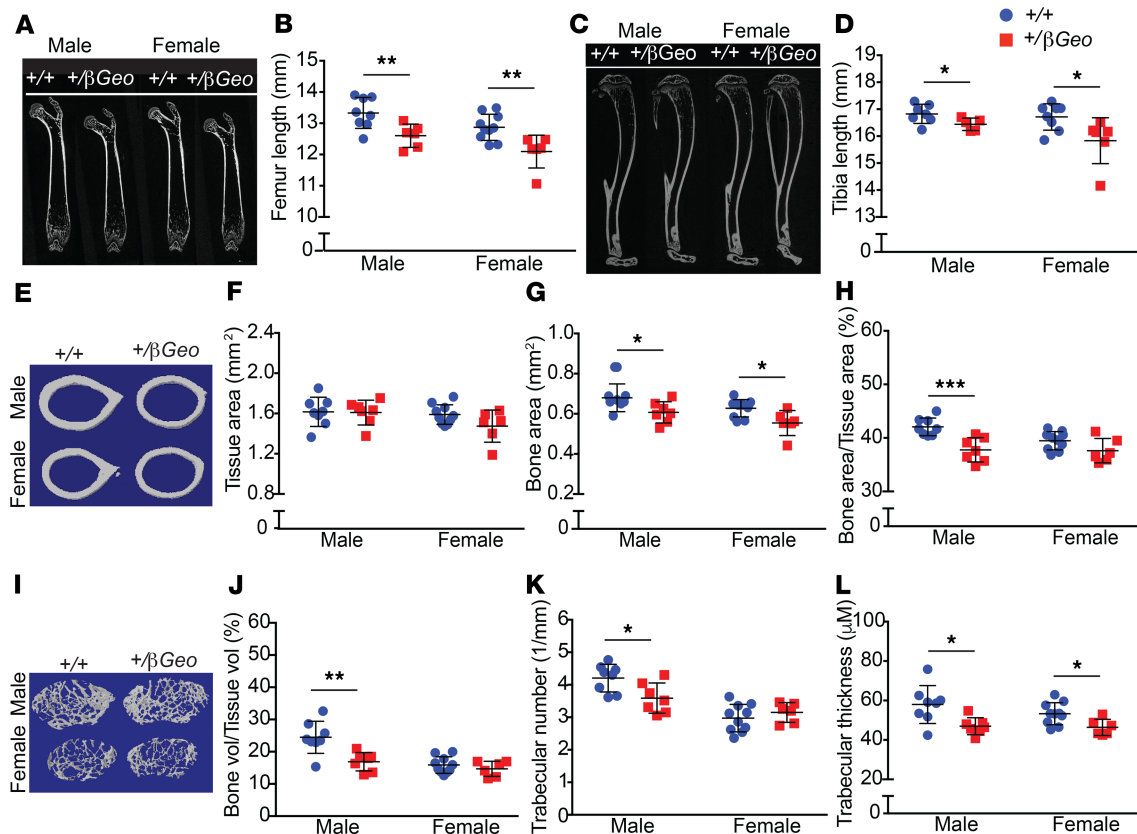 A
Male Female
+/+ +/βGeo +/+ +/βGeo
B
Femur length (mm)
15
14
13
12
11
10
0
** **
Male Female
C
Male Female
+/+ +/βGeo +/+ +/βGeo
D
+/+
+/βGeo
Tibia length (mm)
19
18
17
16
15
14
13
0
* *
Male Female
E
+/+ +/βGeo
Male
Female
F
Tissue area (mm²)
2.4
2.0
1.6
1.2
0.8
0
Male Female
G
Bone area (mm²)
1.0
0.8
0.6
0.4
0.2
0
* *
Male Female
H
Bone area/Tissue area (%)
60
50
40
30
0
***
Male Female
I
+/+ +/βGeo
Male
Female
J
Bone vol/Tissue vol (%)
60
50
40
30
20
10
0
**
Male Female
K
Trabecular number (1/mm)
6
5
4
3
2
1
0
*
Male Female
L
Trabecular thickness (μM)
100
80
60
40
0
* *
Male Female